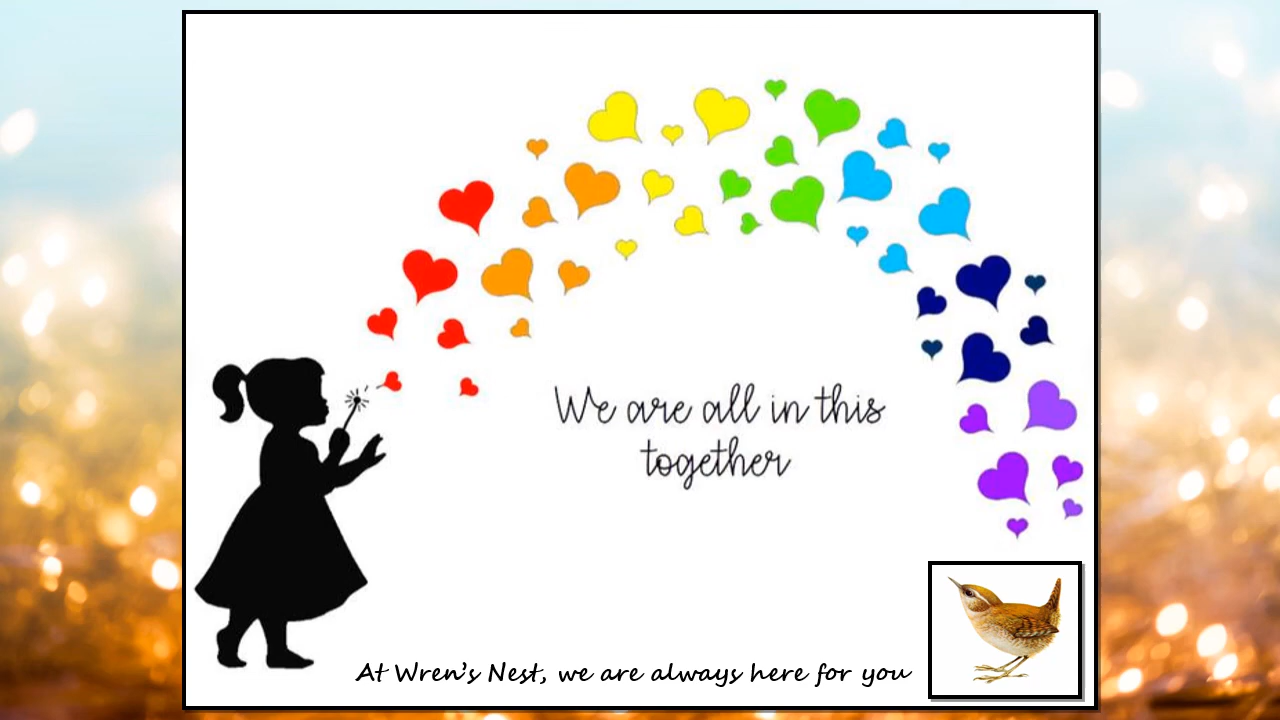 We are all in this
together
At Wren's Nest, we are always here for you